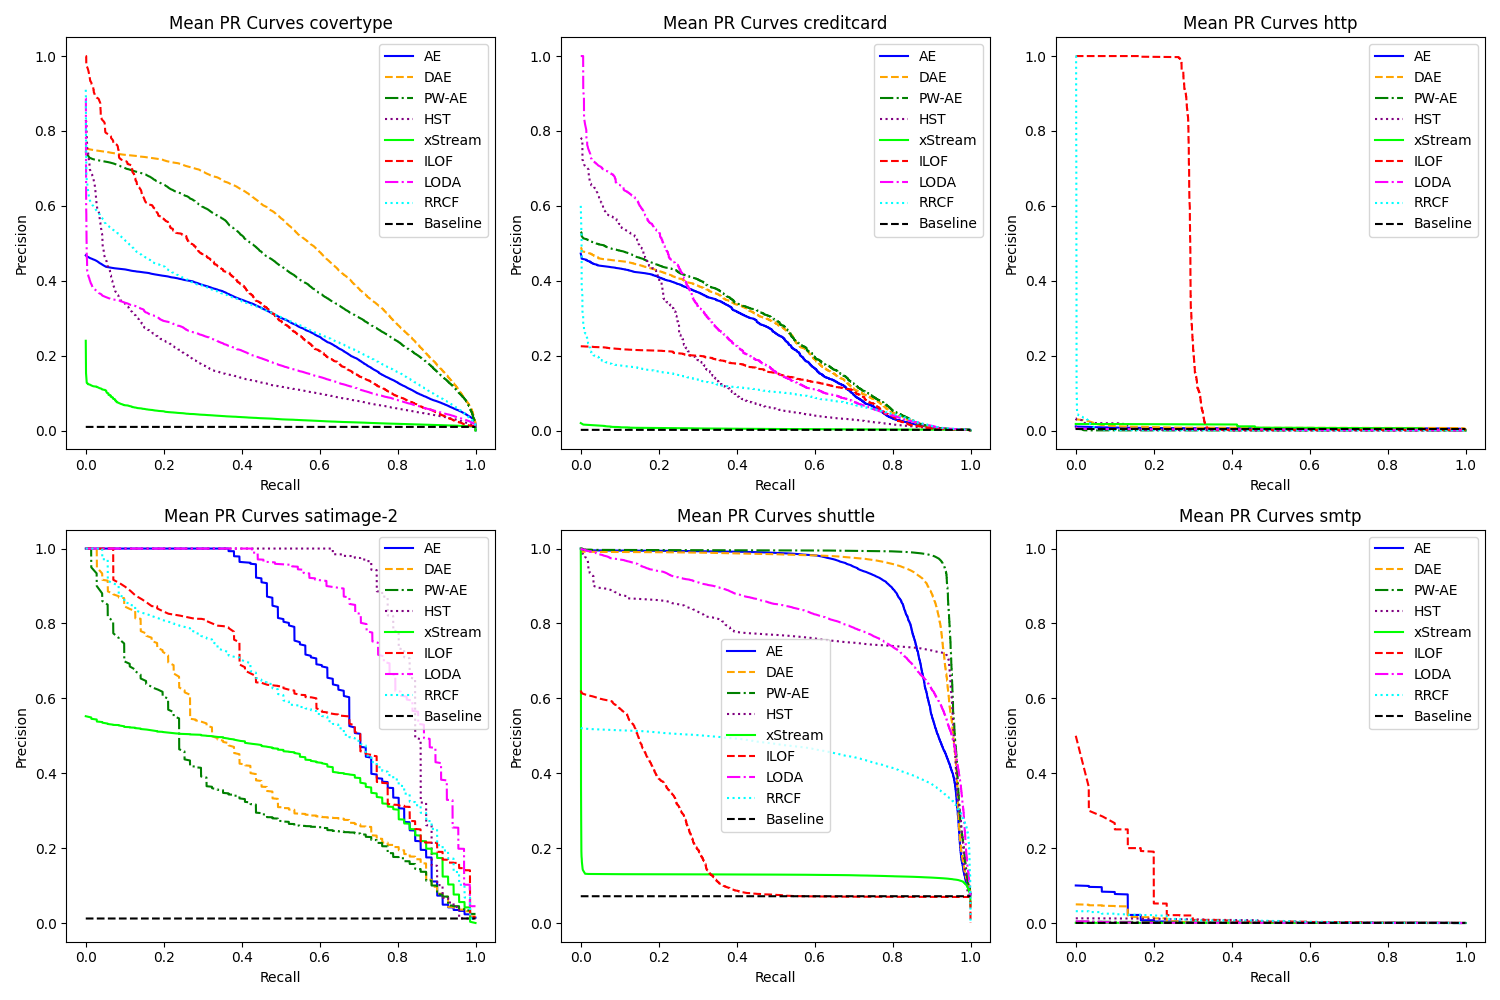 Mean PR Curves covertype
Precision
1.0
0.8
0.6
0.4
0.2
0.0
0.0 0.2 0.4 0.6 0.8 1.0
Recall
AE
DAE
PW-AE
HST
xStream
ILOF
LODA
RRCF
Baseline
Mean PR Curves creditcard
Precision
1.0
0.8
0.6
0.4
0.2
0.0
0.0 0.2 0.4 0.6 0.8 1.0
Recall
AE
DAE
PW-AE
HST
xStream
ILOF
LODA
RRCF
Baseline
Mean PR Curves http
Precision
1.0
0.8
0.6
0.4
0.2
0.0
0.0 0.2 0.4 0.6 0.8 1.0
Recall
AE
DAE
PW-AE
HST
xStream
ILOF
LODA
RRCF
Baseline
Mean PR Curves satimage-2
Precision
1.0
0.8
0.6
0.4
0.2
0.0
0.0 0.2 0.4 0.6 0.8 1.0
Recall
AE
DAE
PW-AE
HST
xStream
ILOF
LODA
RRCF
Baseline
Mean PR Curves shuttle
Precision
1.0
0.8
0.6
0.4
0.2
0.0
0.0 0.2 0.4 0.6 0.8 1.0
Recall
AE
DAE
PW-AE
HST
xStream
ILOF
LODA
RRCF
Baseline
Mean PR Curves smtp
Precision
1.0
0.8
0.6
0.4
0.2
0.0
0.0 0.2 0.4 0.6 0.8 1.0
Recall
AE
DAE
PW-AE
HST
xStream
ILOF
LODA
RRCF
Baseline